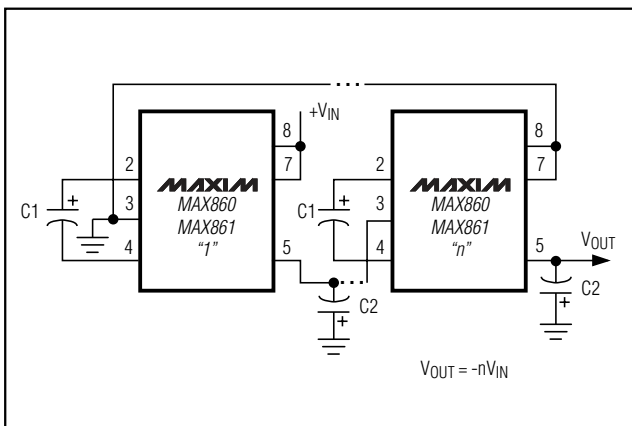 +VIN
8
7
2
3
4
5
C1
+
MAXIM
MAX860
MAX861
"1"
C2
+
8
7
2
3
4
5
C1
+
MAXIM
MAX860
MAX861
"n"
VOUT
C2
+
VOUT = -nVIN